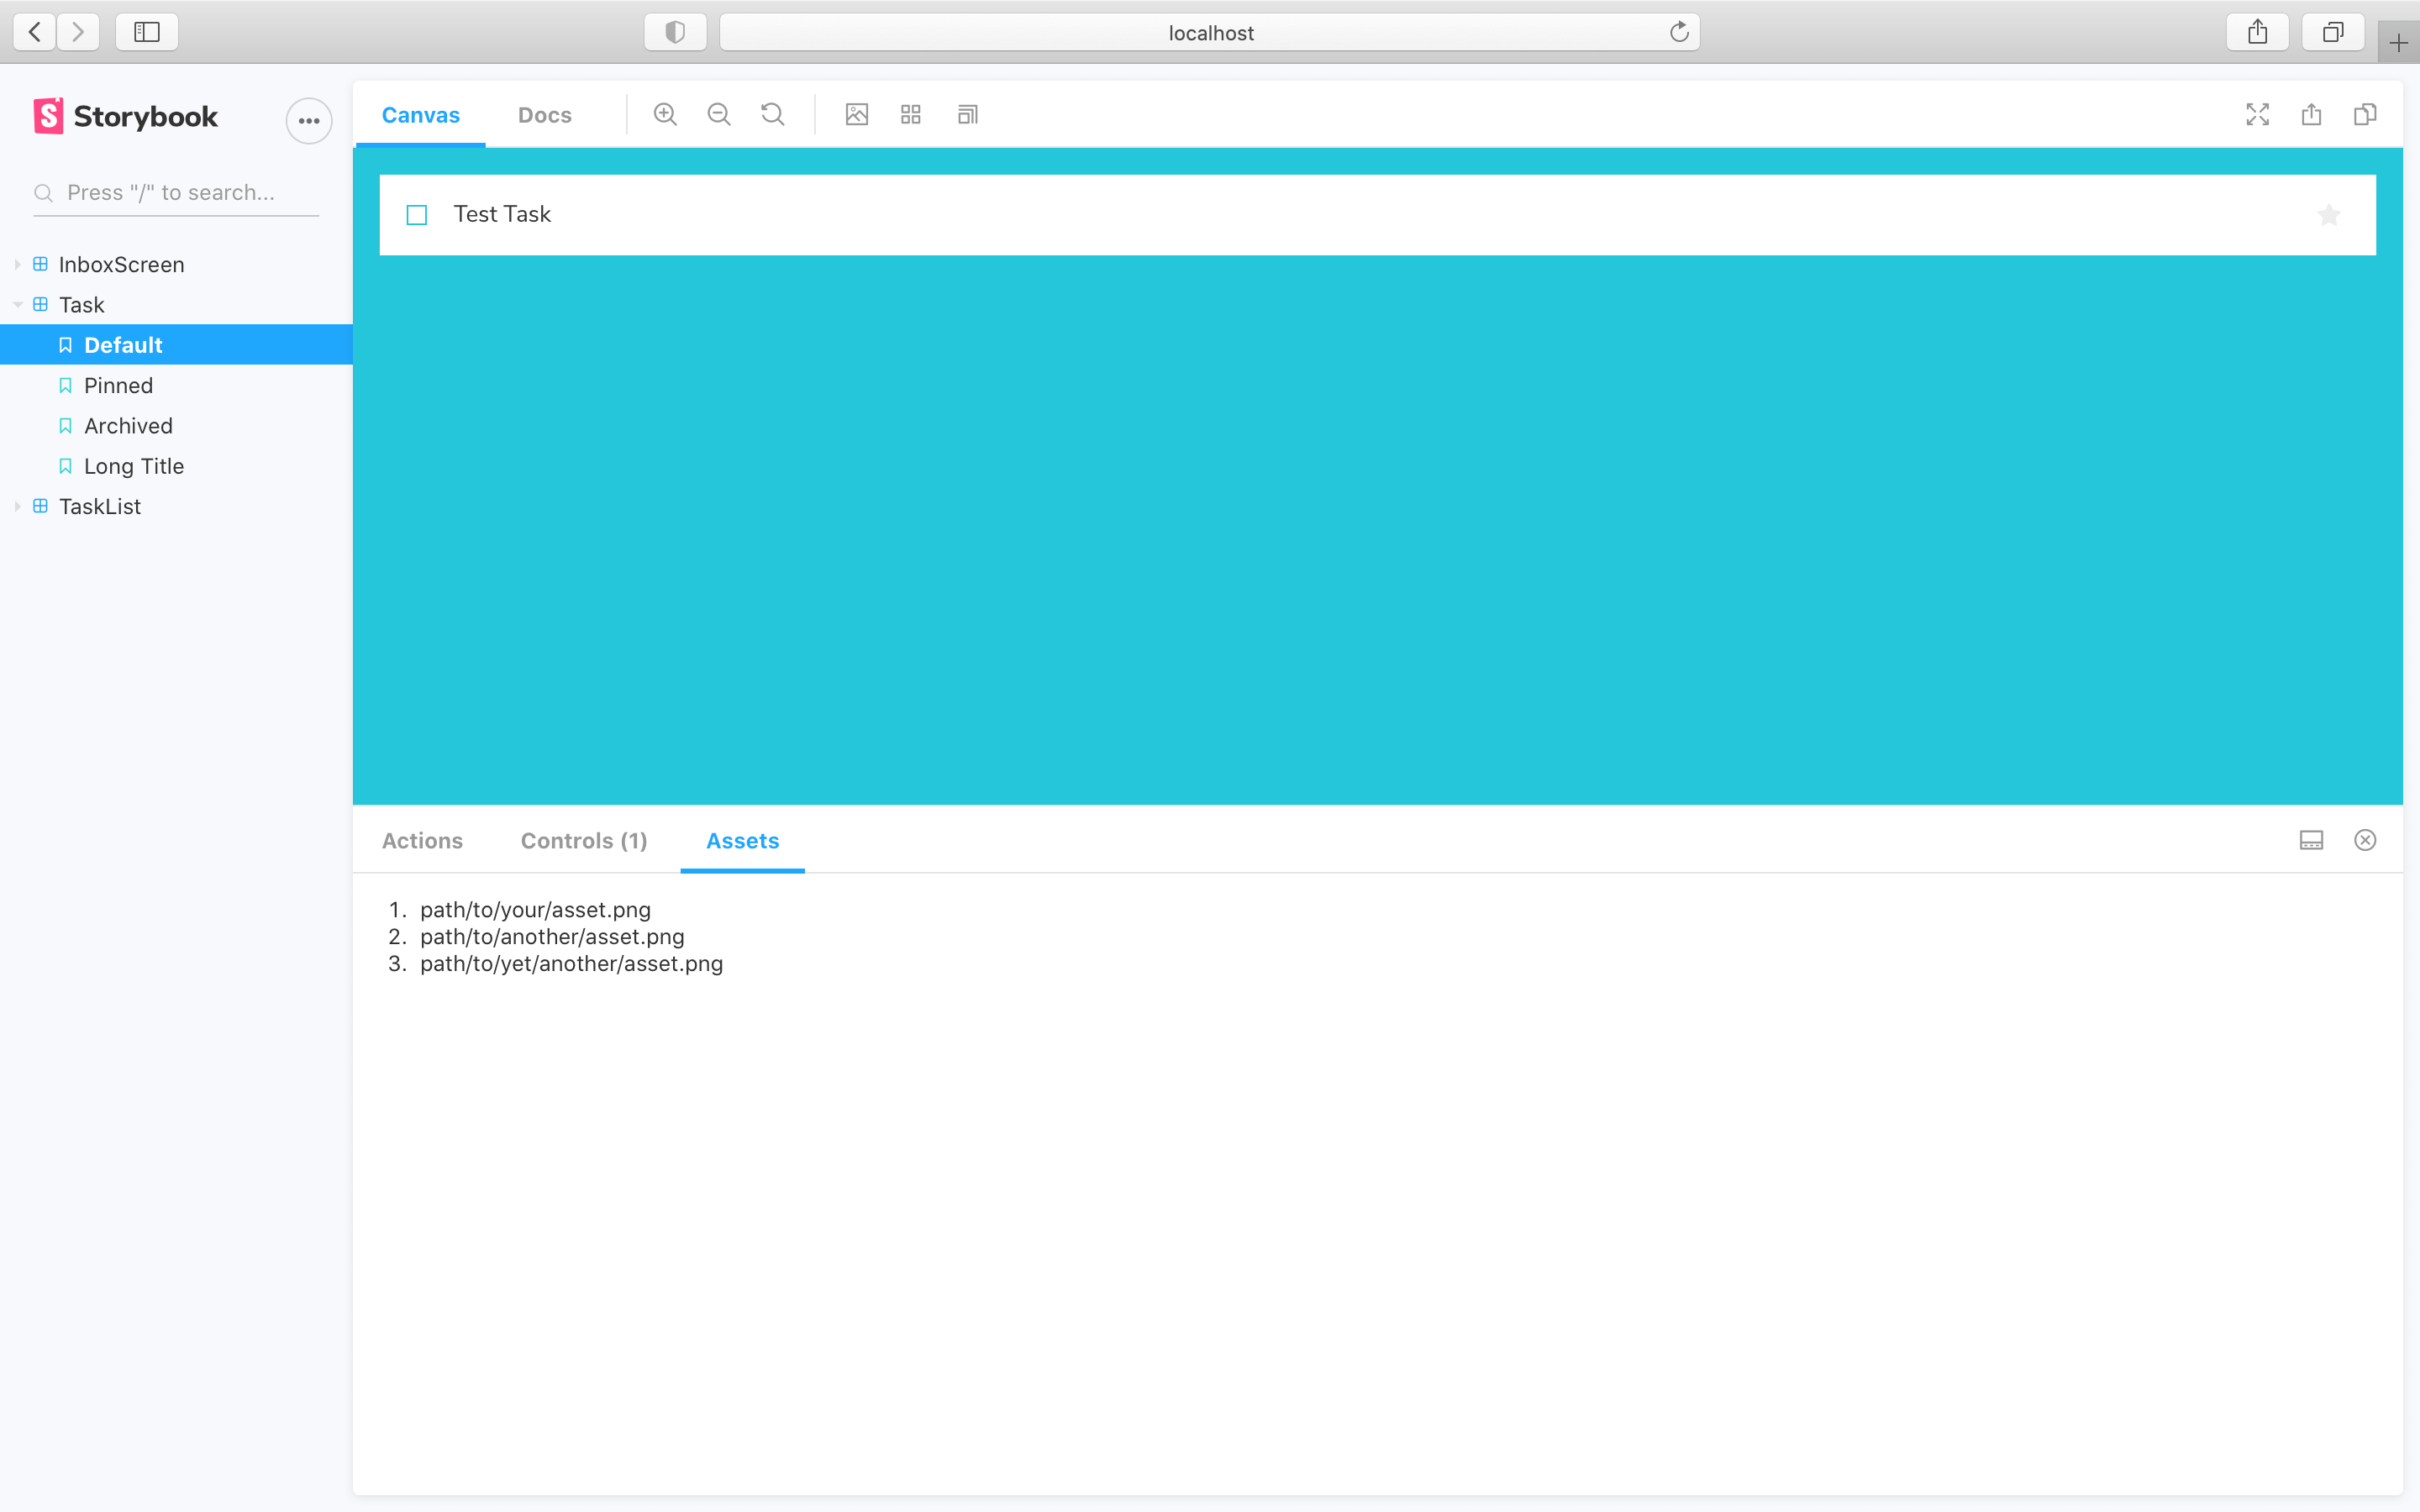 localhost
Storybook
Press "/" to search...
InboxScreen
Task
Default
Pinned
Archived
Long Title
TaskList
Canvas Docs
Test Task
Actions Controls (1) Assets
1. path/to/your/asset.png
2. path/to/another/asset.png
3. path/to/yet/another/asset.png